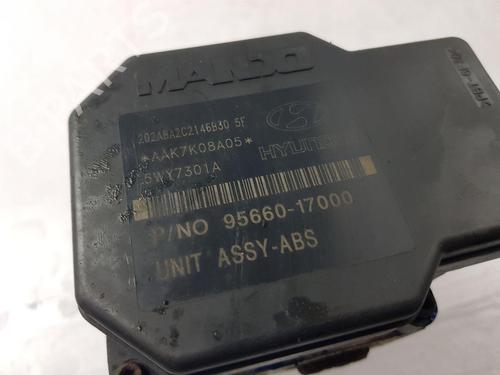 MANDO
202ABA2C2146B30 5F
*AAK7K08A05*
HYUNDAI
5WY7301A
P/NO 95660-17000
UNIT ASSY-ABS